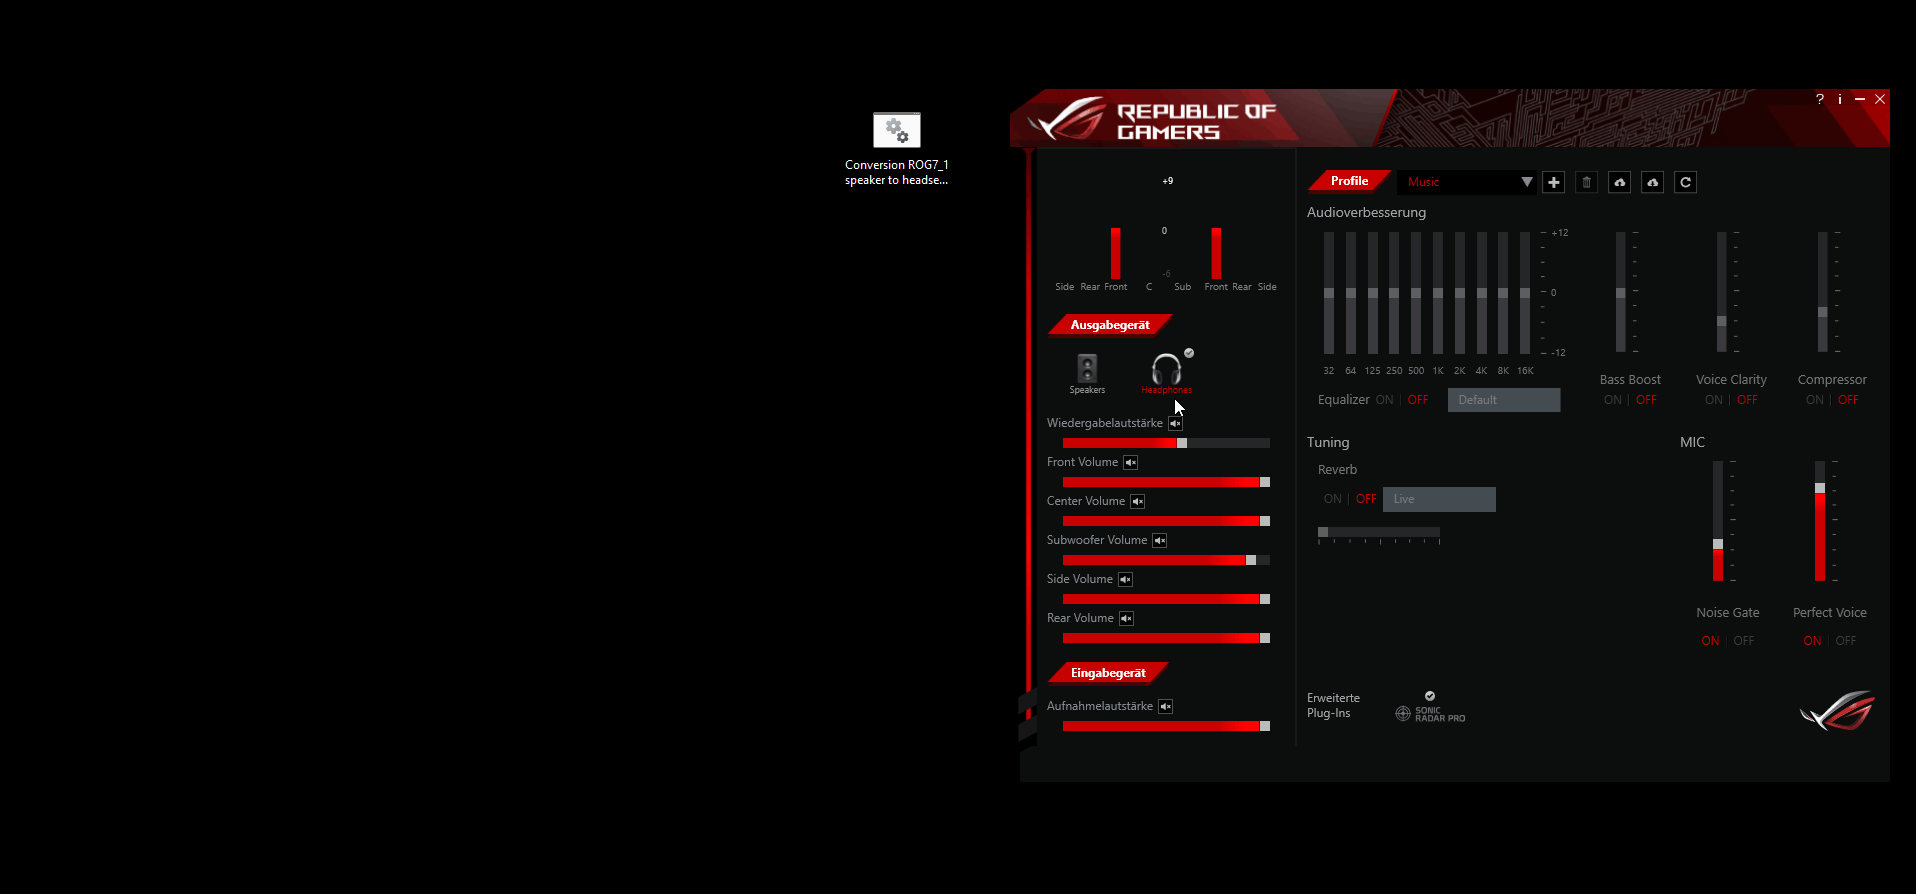 Conversion ROG7_1
speaker to headse...
REPUBLIC OF
GAMERS
? i
+9
0
-6
Side Rear Front C Sub Front Rear Side
Ausgabegerät
Speakers Headphones
Wiedergabelautstärke
Front Volume
Center Volume
Subwoofer Volume
Side Volume
Rear Volume
Eingabegerät
Aufnahmelautstärke
Profile Music
Audioverbesserung
+12
0
-12
32 64 125 250 500 1K 2K 4K 8K 16K
Equalizer ON | OFF Default
Bass Boost Voice Clarity Compressor
ON | OFF ON | OFF ON | OFF
Tuning
Reverb
ON | OFF Live
MIC
Noise Gate Perfect Voice
ON | OFF ON | OFF
Erweiterte
Plug-Ins
SONIC
RADAR PRO